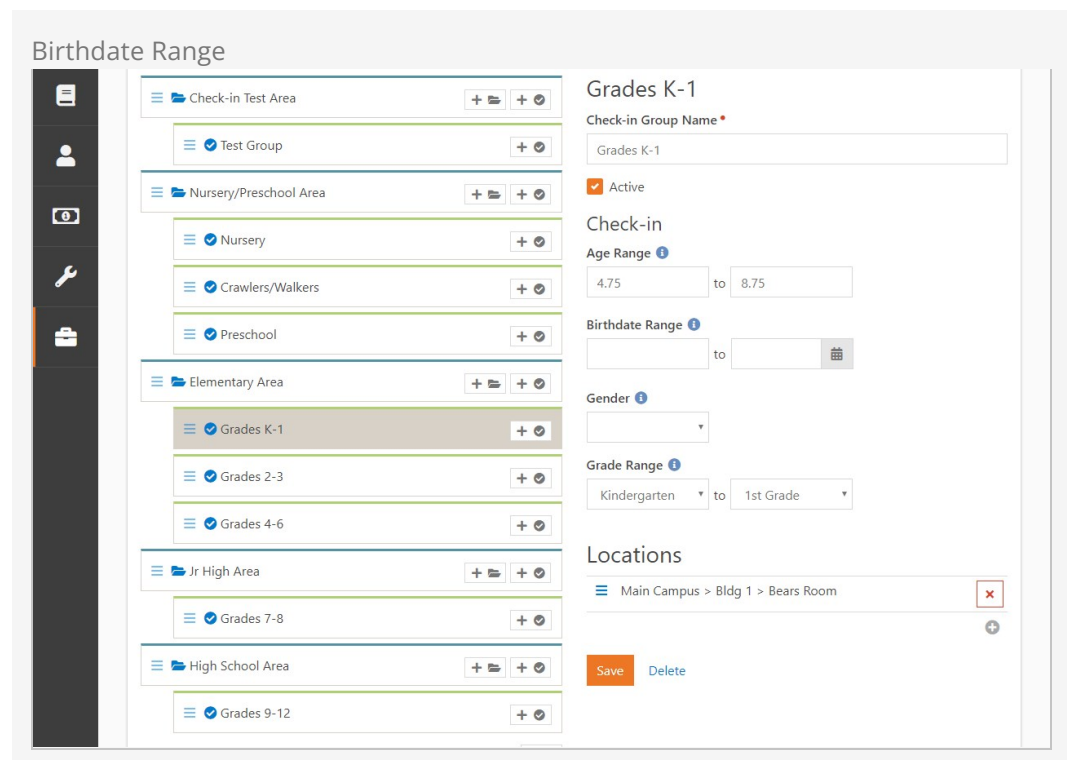 Birthdate Range
Check-in Test Area
Test Group
Nursery/Preschool Area
Nursery
Crawlers/Walkers
Preschool
Elementary Area
Grades K-1
Grades 2-3
Grades 4-6
Jr High Area
Grades 7-8
High School Area
Grades 9-12
Grades K-1
Check-in Group Name
Grades K-1
Active
Check-in
Age Range
4.75 to 8.75
Birthdate Range
to
Gender
Grade Range
Kindergarten to 1st Grade
Locations
Main Campus > Bldg 1 > Bears Room
Save Delete